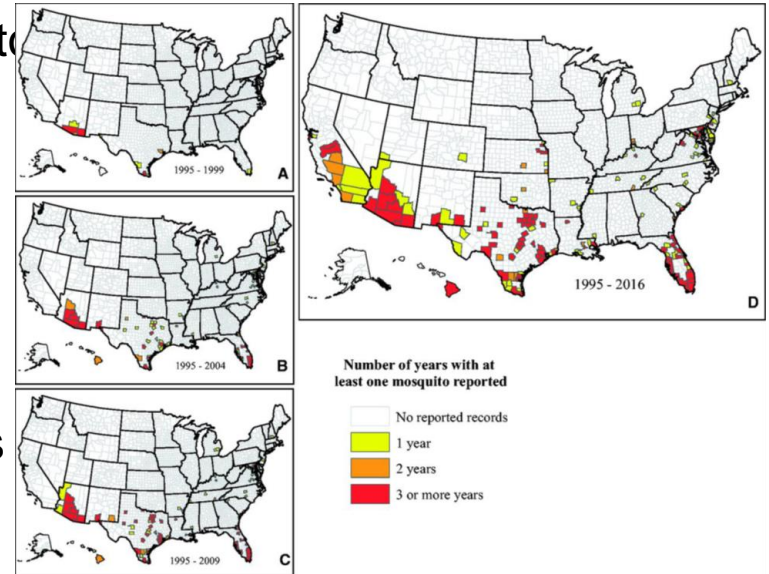 to
1995 - 1999
A
1995 - 2004
B
s
1995 - 2009
C
1995 - 2016
D
Number of years with at
least one mosquito reported
No reported records
1 year
2 years
3 or more years